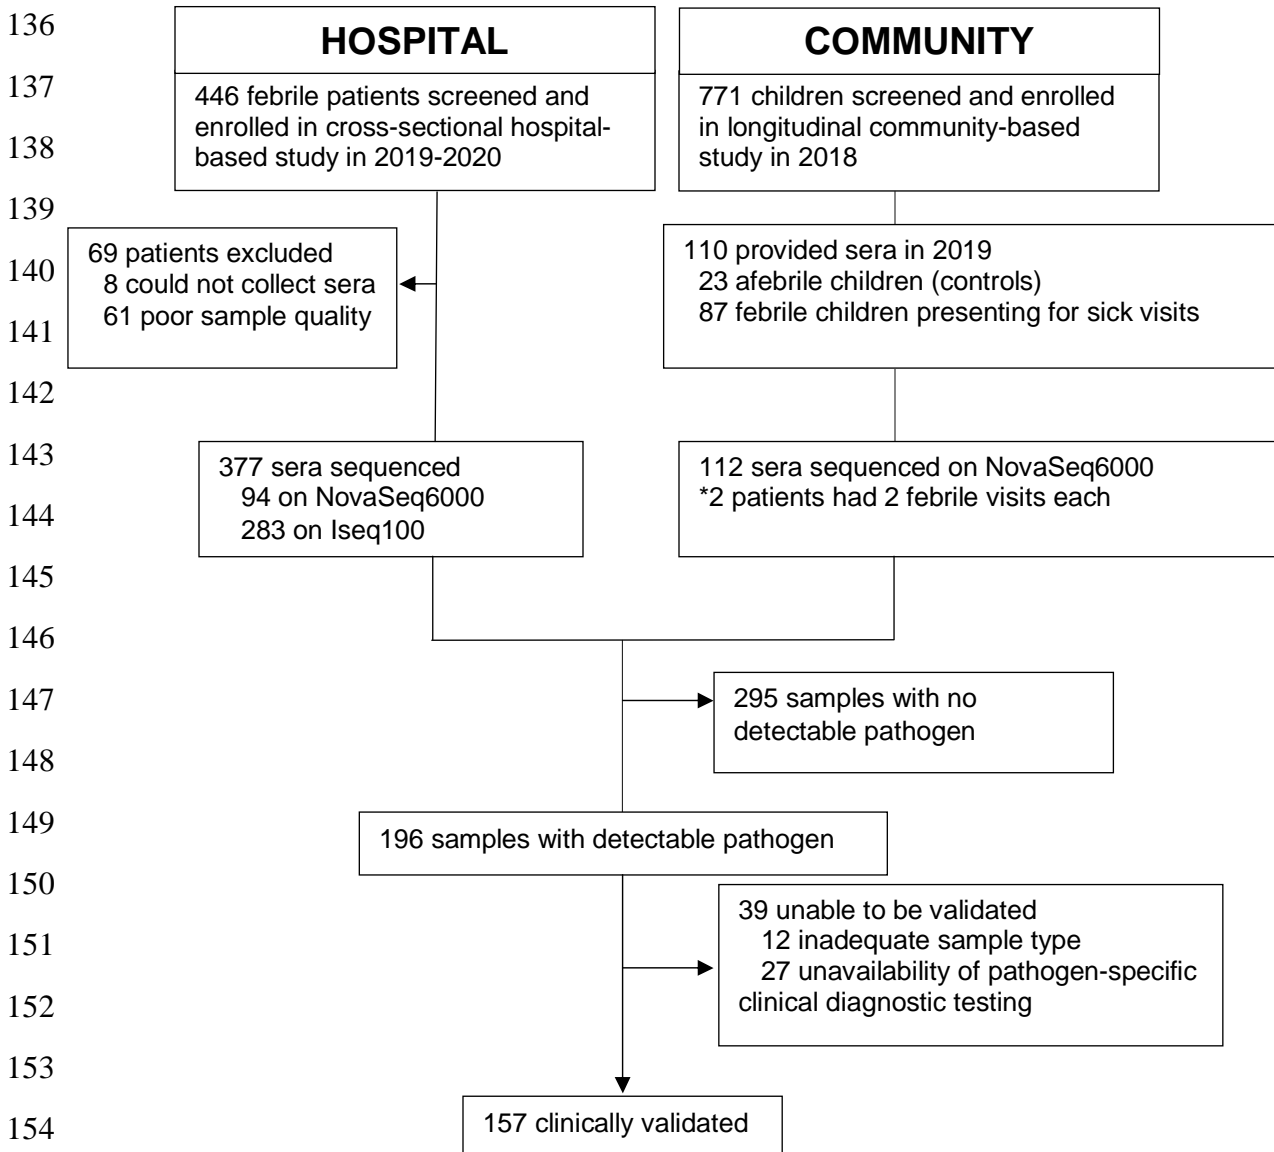 136
137
138
139
140
141
142
143
144
145
146
147
148
149
150
151
152
153
154
HOSPITAL
446 febrile patients screened and
enrolled in cross-sectional hospital-
based study in 2019-2020
COMMUNITY
771 children screened and enrolled
in longitudinal community-based
study in 2018
69 patients excluded
8 could not collect sera
61 poor sample quality
110 provided sera in 2019
23 afebrile children (controls)
87 febrile children presenting for sick visits
377 sera sequenced
94 on NovaSeq6000
283 on Iseq100
112 sera sequenced on NovaSeq6000
*2 patients had 2 febrile visits each
295 samples with no
detectable pathogen
196 samples with detectable pathogen
39 unable to be validated
12 inadequate sample type
27 unavailability of pathogen-specific
clinical diagnostic testing
157 clinically validated